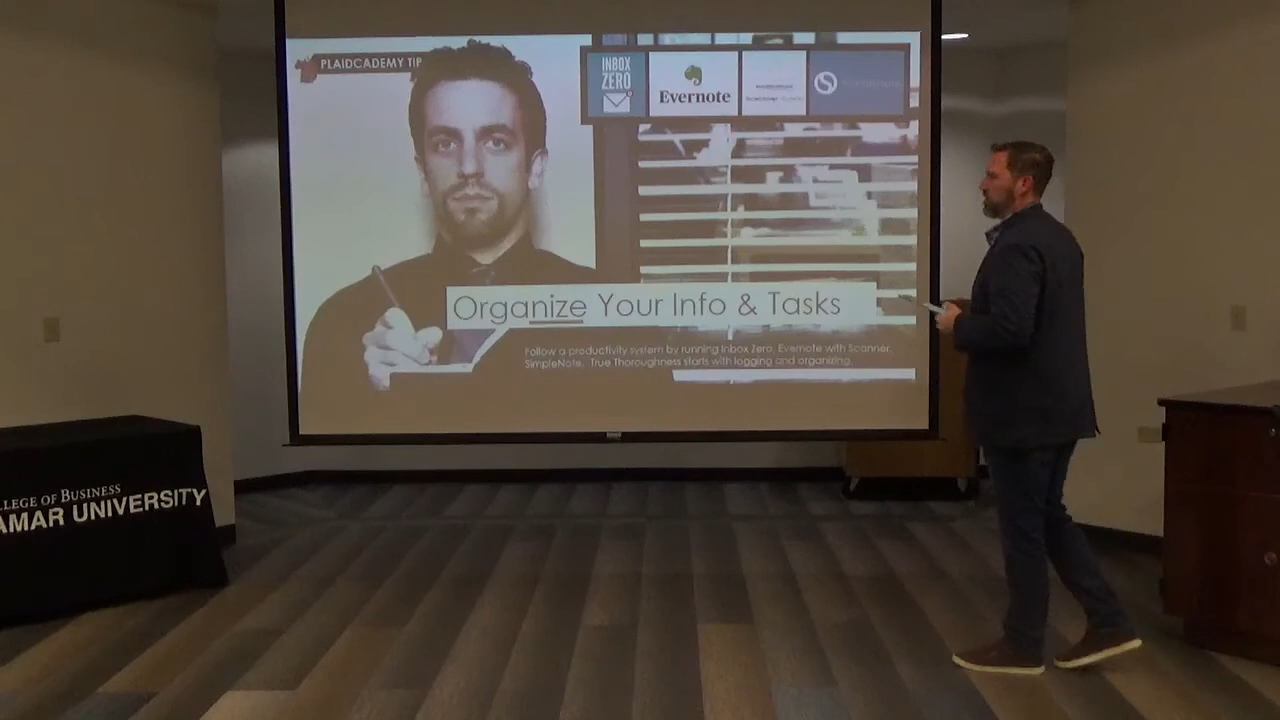 PLAIDCADEMY TIP
INBOX
ZERO
EVERNOTE
Organize Your Info & Tasks
Follow a productivity system by running Inbox Zero, Evernote with Scanner,
SimpleNote. True Thoroughness starts with logging and organizing.
LLEGE OF BUSINESS
AMAR UNIVERSITY